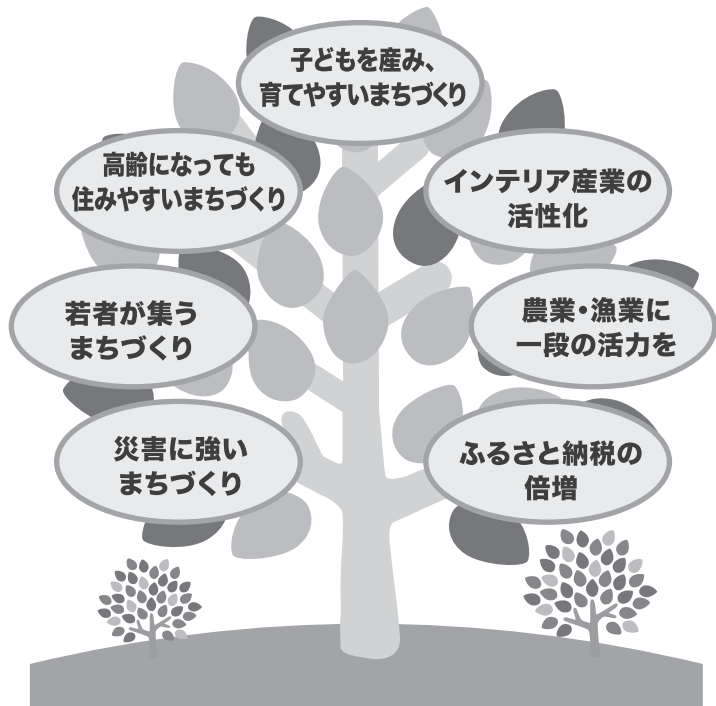 子どもを産み、
育てやすいまちづくり
高齢になっても
住みやすいまちづくり
インテリア産業の
活性化
若者が集う
まちづくり
農業・漁業に
一段の活力を
災害に強い
まちづくり
ふるさと納税の
倍増